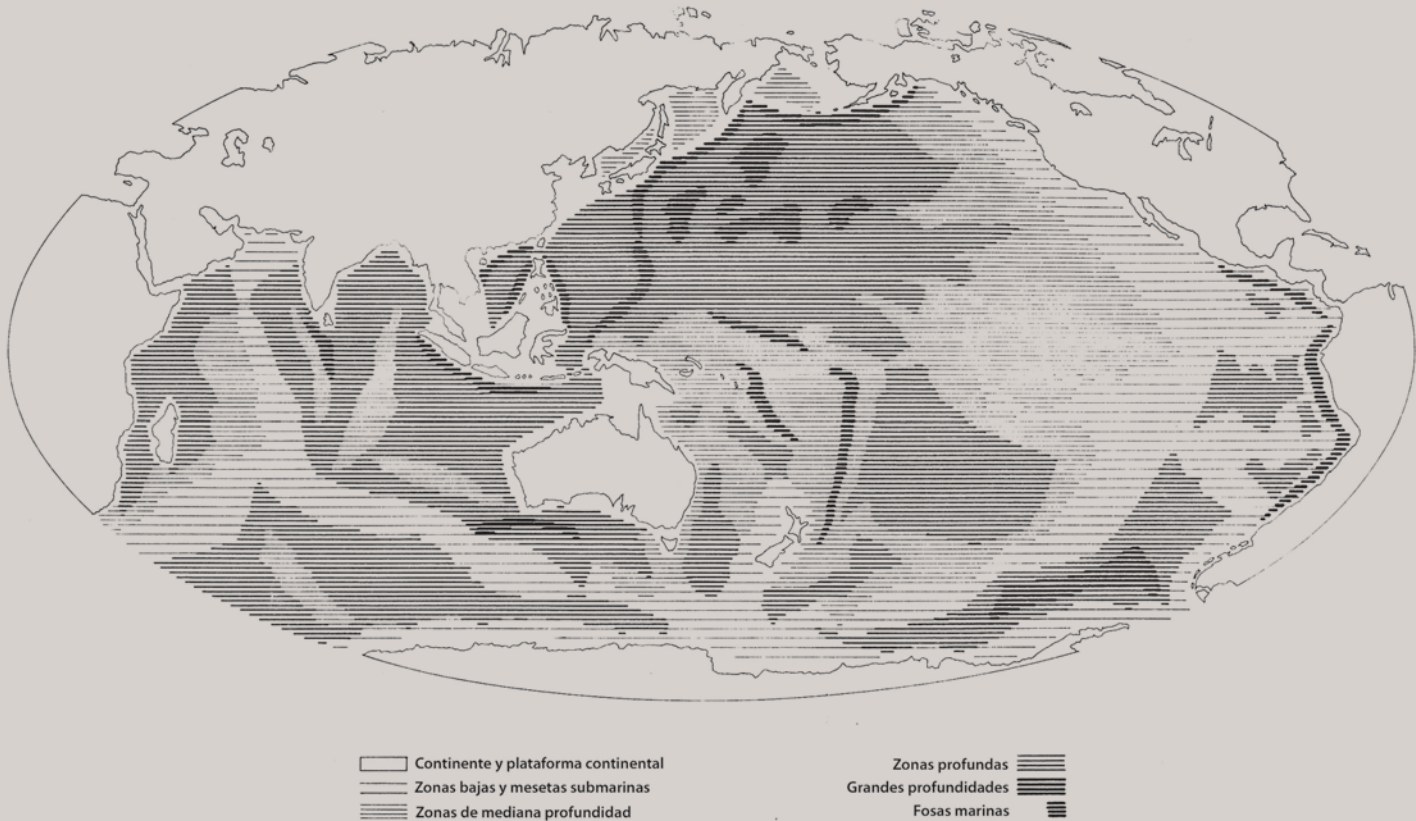 Continente y plataforma continental
Zonas bajas y mesetas submarinas
Zonas de mediana profundidad
Zonas profundas
Grandes profundidades
Fosas marinas